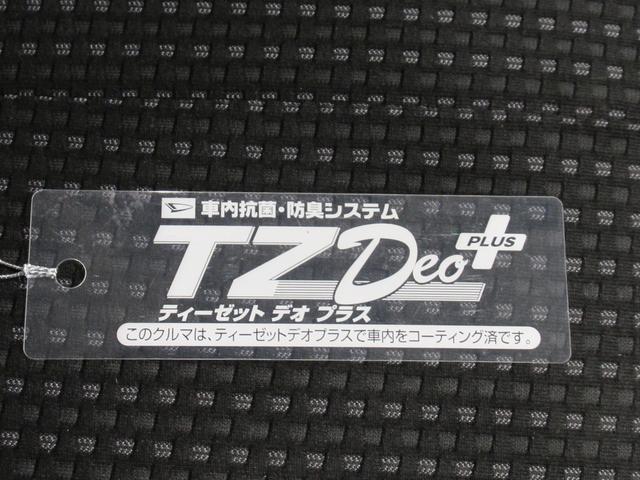 車内抗菌・防臭システム
TZ Deo PLUS
ティーゼット デオ プラス
このクルマは、ティーゼットデオプラスで車内をコーティング済です。